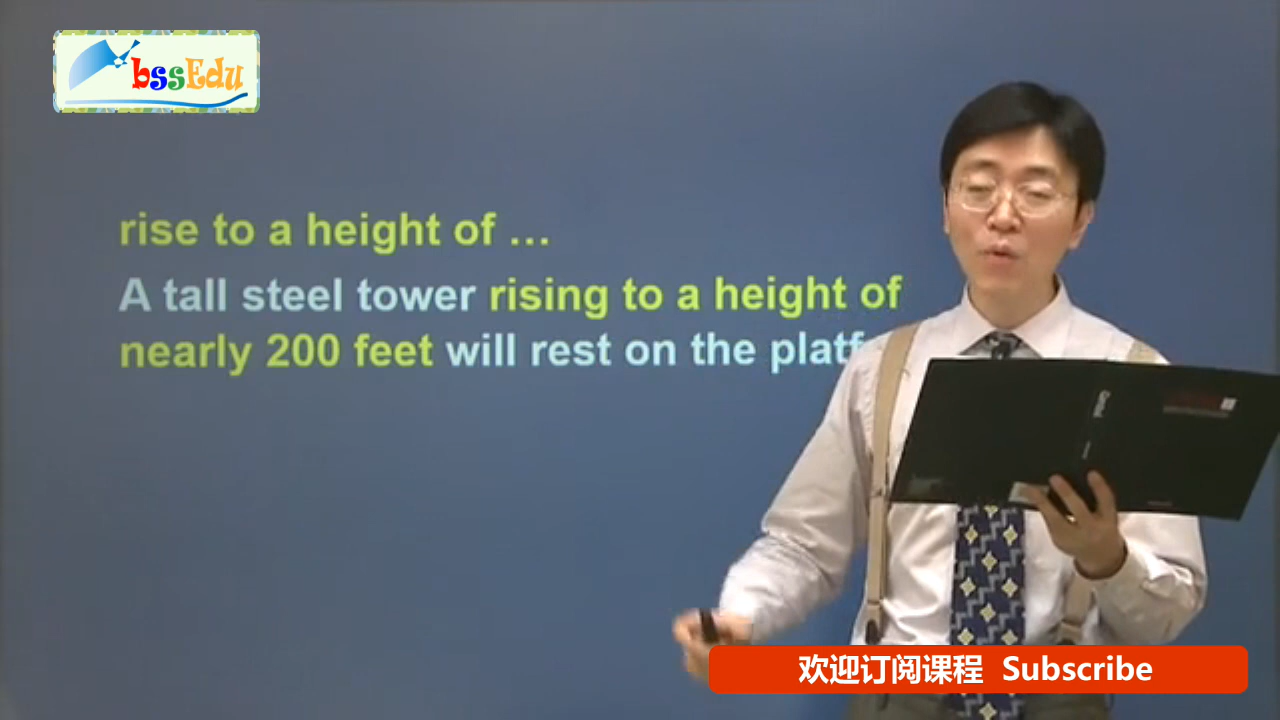 bssEdu
rise to a height of …
A tall steel tower rising to a height of
nearly 200 feet will rest on the
欢迎订阅课程 Subscribe